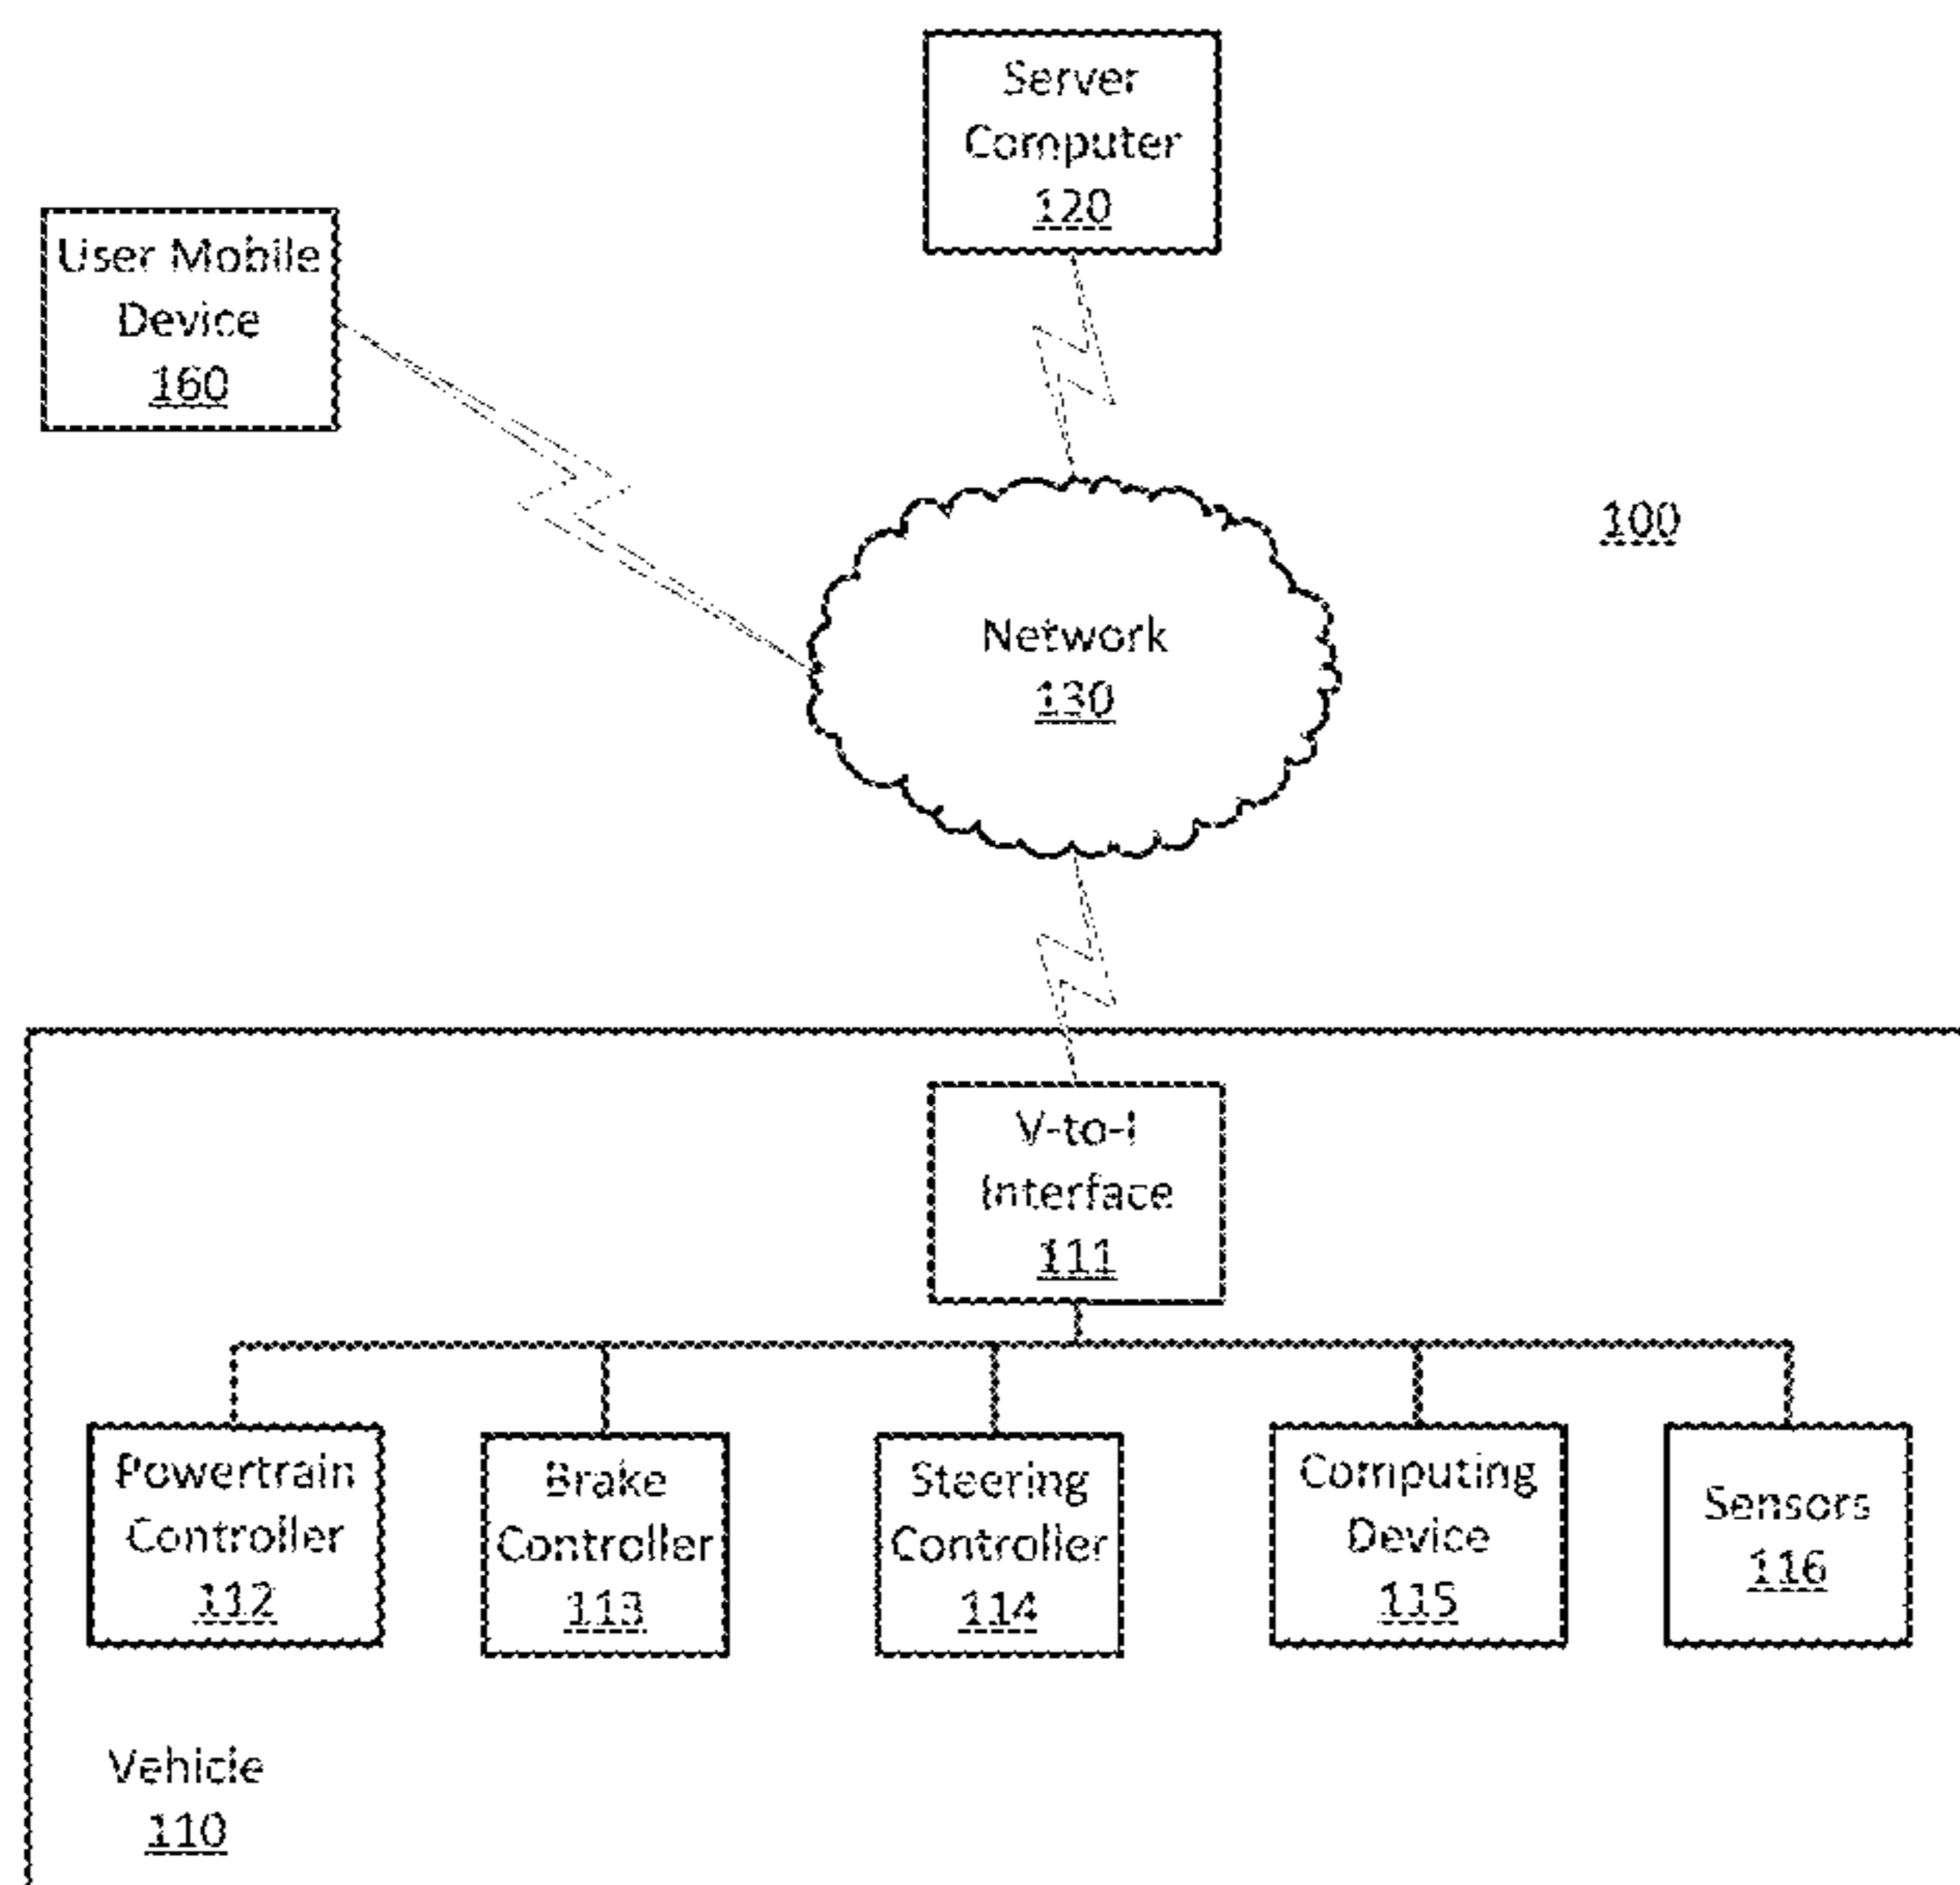 Server
Computer
120
User Mobile
Device
160
100
Network
130
V-to-I
Interface
111
Powertrain
Controller
112
Brake
Controller
113
Steering
Controller
114
Computing
Device
115
Sensors
116
Vehicle
110